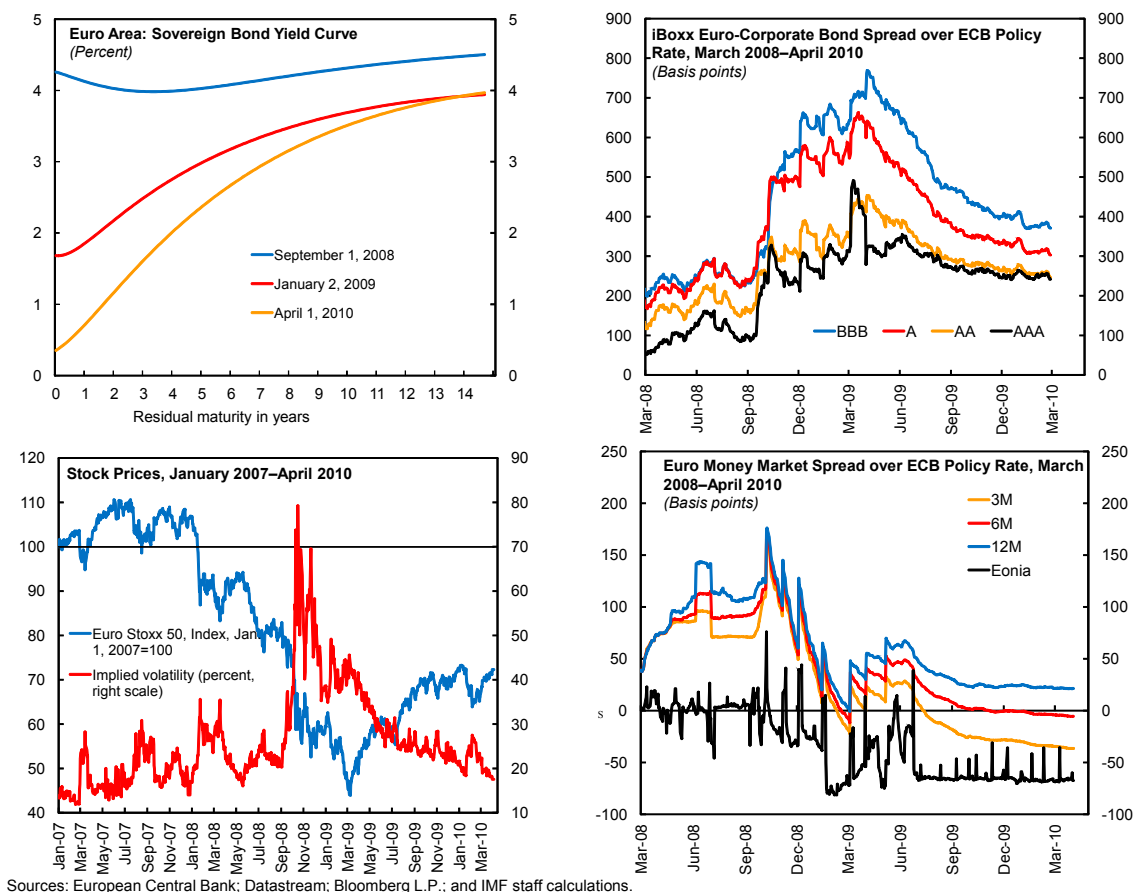 Euro Area: Sovereign Bond Yield Curve
(Percent)
5 5
4 4
3 3
2 2
1 1
0 0
September 1, 2008
January 2, 2009
April 1, 2010
0 1 2 3 4 5 6 7 8 9 10 11 12 13 14
Residual maturity in years
iBoxx Euro-Corporate Bond Spread over ECB Policy
Rate, March 2008–April 2010
(Basis points)
900 900
800 800
700 700
600 600
500 500
400 400
300 300
200 200
100 100
0 0
BBB A AA AAA
Mar-08 Jun-08 Sep-08 Dec-08 Mar-09 Jun-09 Sep-09 Dec-09 Mar-10
Stock Prices, January 2007–April 2010
120 90
110 80
100 70
90 60
80 50
70 40
60 30
50 20
40 10
Euro Stoxx 50, Index, Jan
1, 2007=100
Implied volatility (percent,
right scale)
Jan-07 Mar-07 May-07 Jul-07 Sep-07 Nov-07 Jan-08 Mar-08 May-08 Jul-08 Sep-08 Nov-08 Jan-09 Mar-09 May-09 Jul-09 Sep-09 Nov-09 Jan-10 Mar-10
Euro Money Market Spread over ECB Policy Rate, March
2008–April 2010
(Basis points)
250 250
200 200
150 150
100 100
50 50
0 0
-50 -50
-100 -100
s
3M
6M
12M
Eonia
Mar-08 Jun-08 Sep-08 Dec-08 Mar-09 Jun-09 Sep-09 Dec-09 Mar-10
Sources: European Central Bank; Datastream; Bloomberg L.P.; and IMF staff calculations.